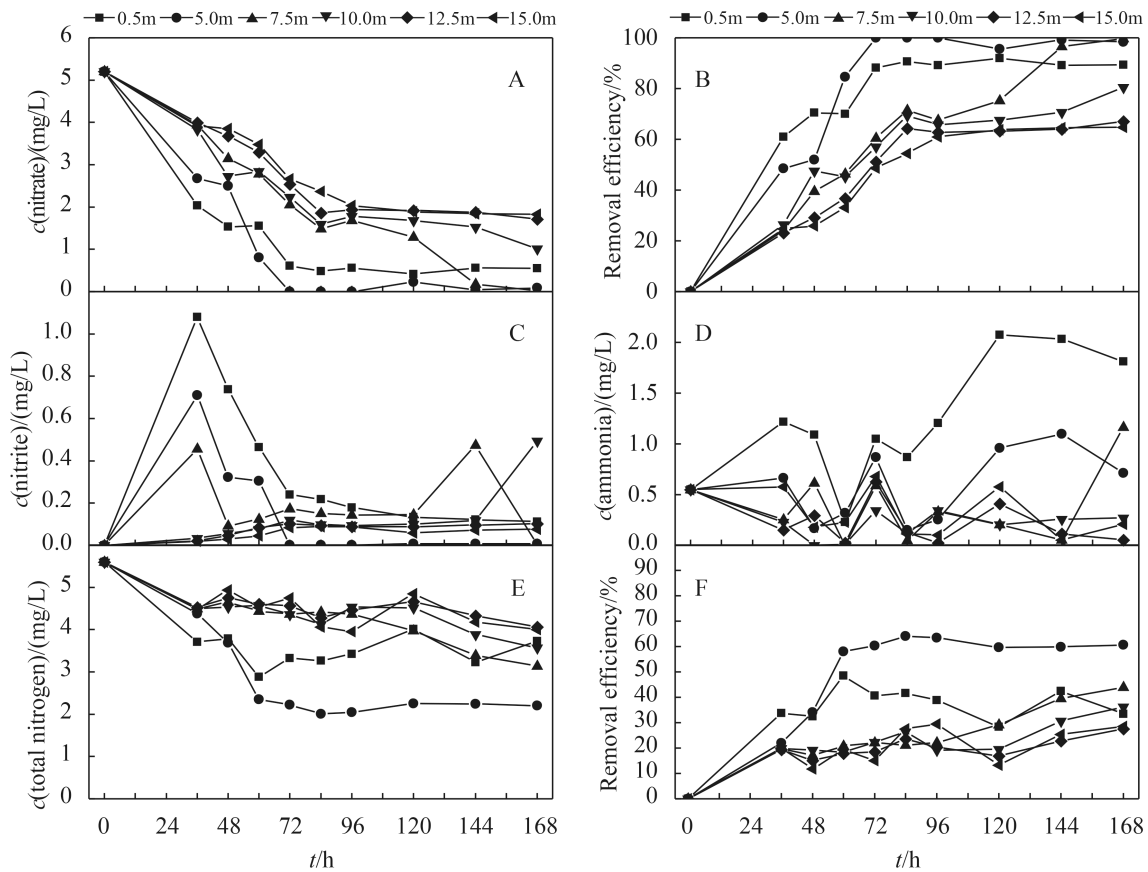 0.5m 5.0m 7.5m 10.0m 12.5m 15.0m
0.5m 5.0m 7.5m 10.0m 12.5m 15.0m
A
c(nitrate)/(mg/L)
6
5
4
3
2
1
0
B
Removal efficiency/%
100
80
60
40
20
0
C
c(nitrite)/(mg/L)
1.0
0.8
0.6
0.4
0.2
0.0
D
c(ammonia)/(mg/L)
2.0
1.5
1.0
0.5
0.0
E
c(total nitrogen)/(mg/L)
5
4
3
2
1
0
F
Removal efficiency/%
90
80
70
60
50
40
30
20
10
0
0 24 48 72 96 120 144 168
t/h
0 24 48 72 96 120 144 168
t/h